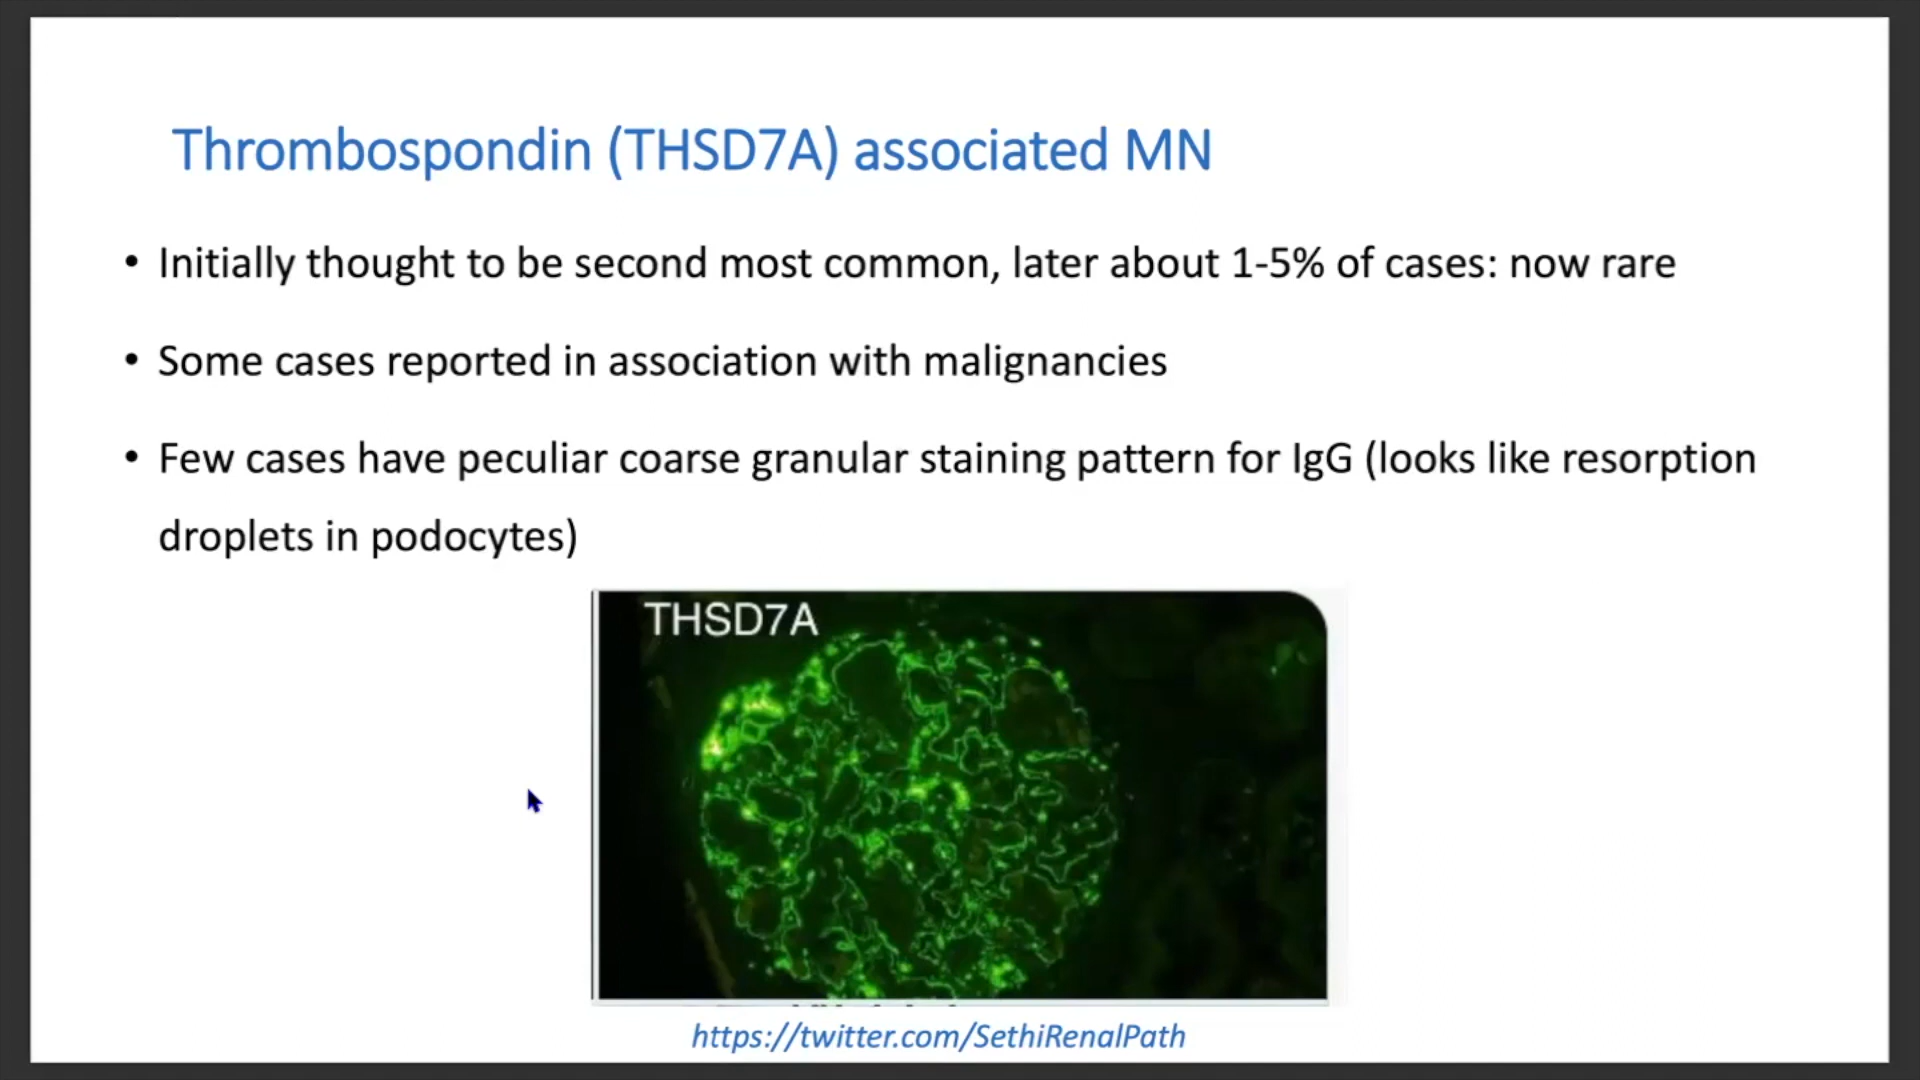 Thrombospondin (THSD7A) associated MN
• Initially thought to be second most common, later about 1-5% of cases: now rare
• Some cases reported in association with malignancies
• Few cases have peculiar coarse granular staining pattern for IgG (looks like resorption
droplets in podocytes)
THSD7A
https://twitter.com/SethiRenalPath